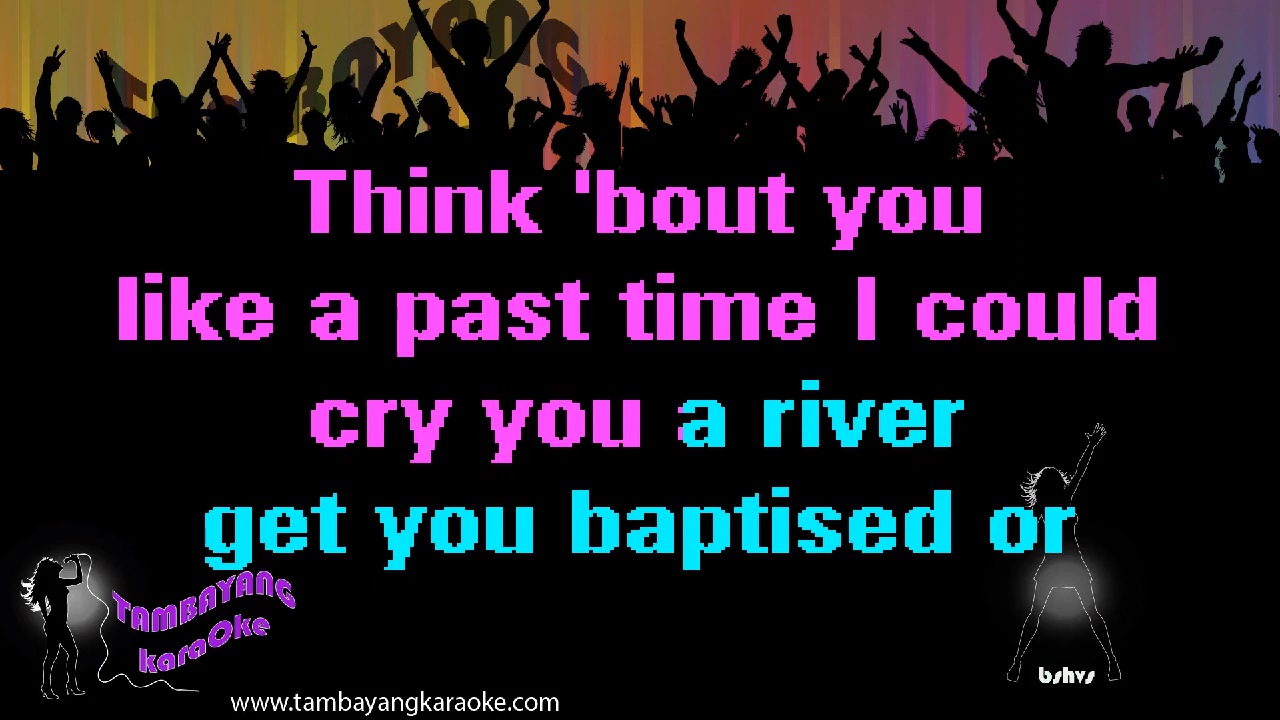 TAMBAYANG
Think 'bout you
like a past time I could
cry you a river
get you baptised or
TAMBAYANG
karaOke
bshvs
www.tambayangkaraoke.com